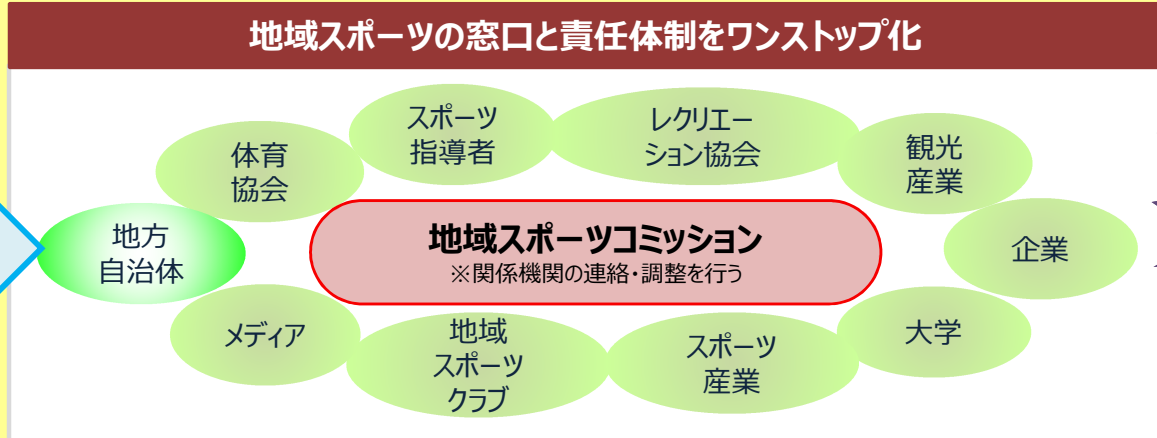 地域スポーツの窓口と責任体制をワンストップ化
スポーツ
指導者
レクリエー
ション協会
体育
協会
観光
産業
地方
自治体
地域スポーツコミッション
※関係機関の連絡・調整を行う
企業
メディア
地域
スポーツ
クラブ
スポーツ
産業
大学